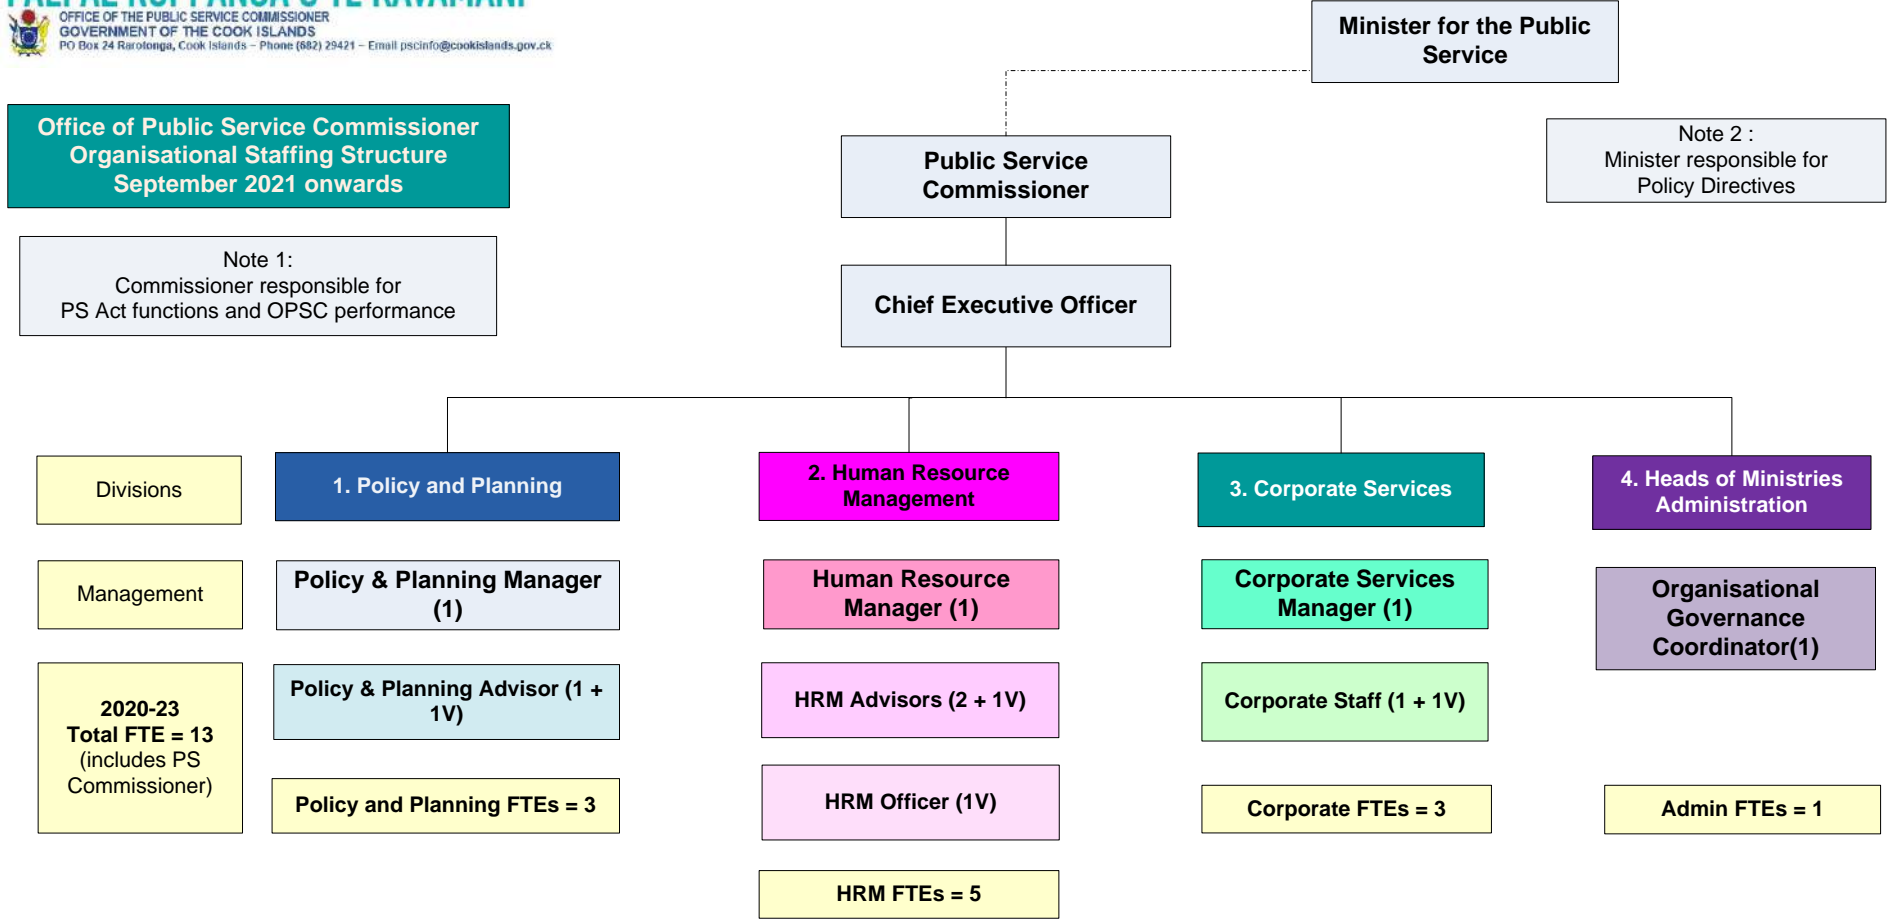 OFFICE OF THE PUBLIC SERVICE COMMISSIONER
GOVERNMENT OF THE COOK ISLANDS
PO Box 24 Rarotonga, Cook Islands – Phone (682) 29421 – Email pscinfo@cookislands.gov.ck
Minister for the Public
Service
Office of Public Service Commissioner
Organisational Staffing Structure
September 2021 onwards
Public Service
Commissioner
Note 2 :
Minister responsible for
Policy Directives
Note 1:
Commissioner responsible for
PS Act functions and OPSC performance
Chief Executive Officer
Divisions
1. Policy and Planning
2. Human Resource
Management
3. Corporate Services
4. Heads of Ministries
Administration
Management
Policy & Planning Manager
(1)
Human Resource
Manager (1)
Corporate Services
Manager (1)
Organisational
Governance
Coordinator(1)
2020-23
Total FTE = 13
(includes PS
Commissioner)
Policy & Planning Advisor (1 +
1V)
HRM Advisors (2 + 1V)
Corporate Staff (1 + 1V)
Policy and Planning FTEs = 3
HRM Officer (1V)
Corporate FTEs = 3
Admin FTEs = 1
HRM FTEs = 5